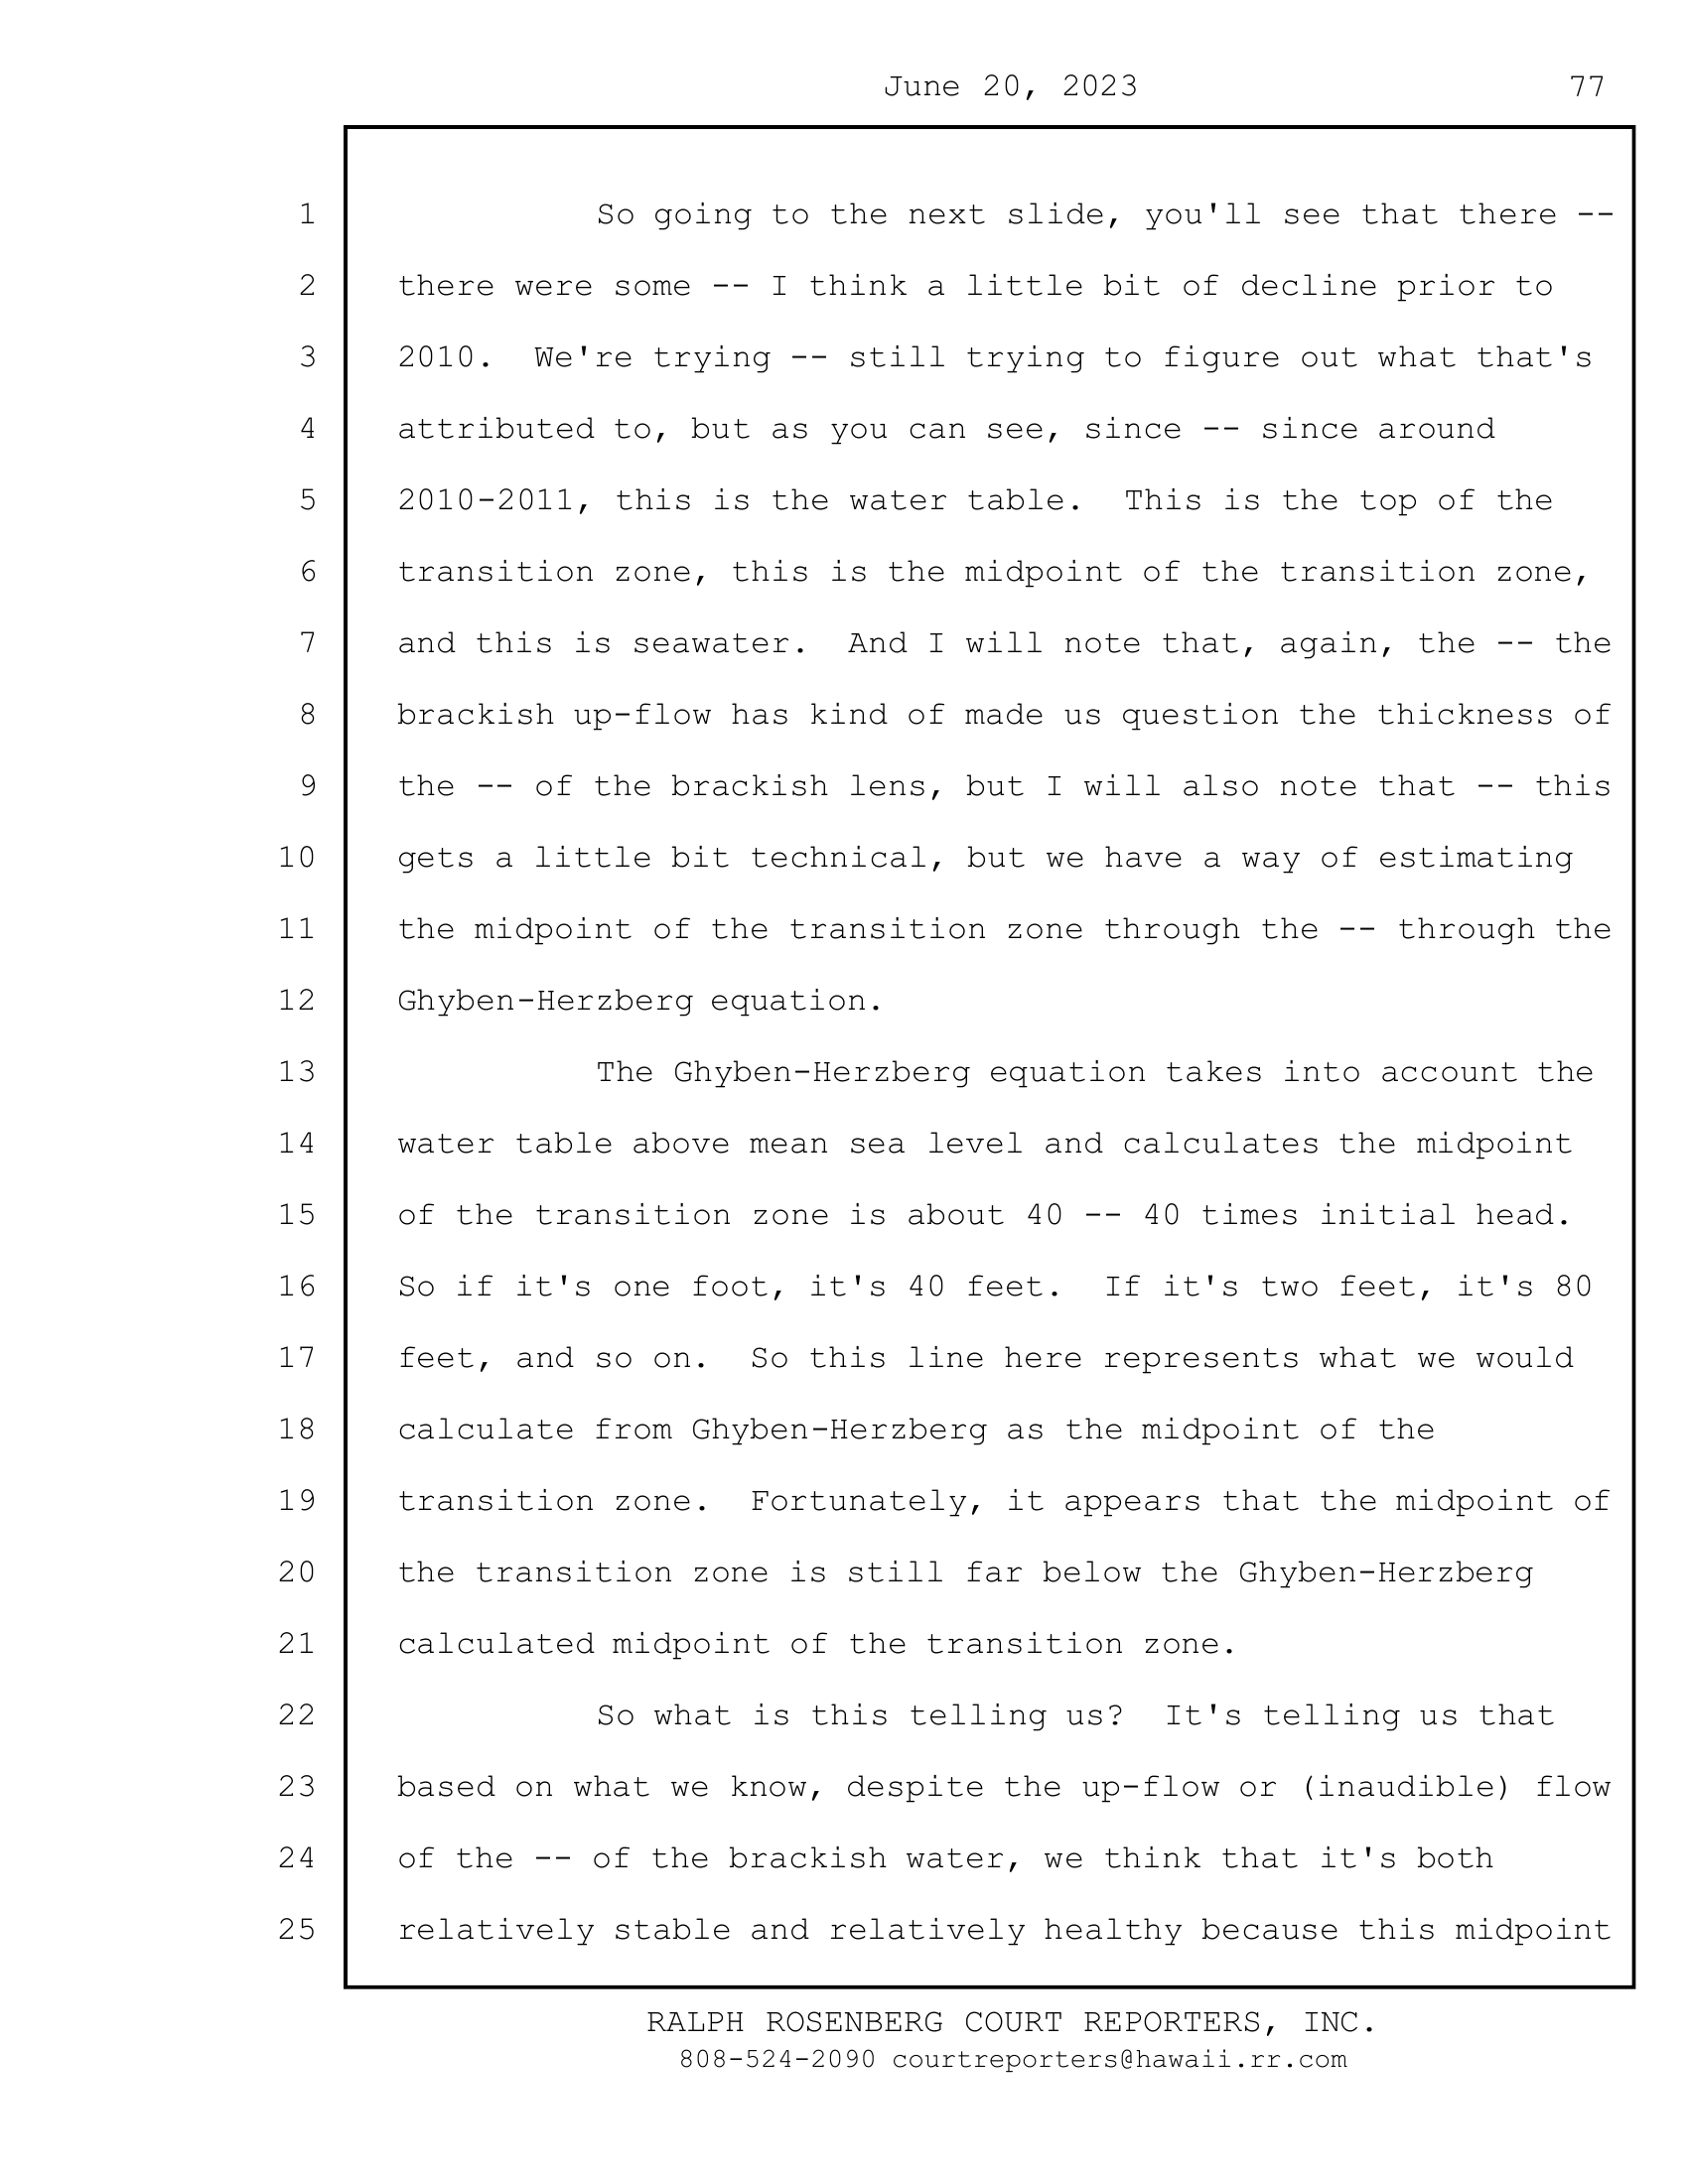 June 20, 2023 77
1 So going to the next slide, you'll see that there --
2 there were some -- I think a little bit of decline prior to
3 2010.  We're trying -- still trying to figure out what that's
4 attributed to, but as you can see, since -- since around
5 2010-2011, this is the water table.  This is the top of the
6 transition zone, this is the midpoint of the transition zone,
7 and this is seawater.  And I will note that, again, the -- the
8 brackish up-flow has kind of made us question the thickness of
9 the -- of the brackish lens, but I will also note that -- this
10 gets a little bit technical, but we have a way of estimating
11 the midpoint of the transition zone through the -- through the
12 Ghyben-Herzberg equation.
13 The Ghyben-Herzberg equation takes into account the
14 water table above mean sea level and calculates the midpoint
15 of the transition zone is about 40 -- 40 times initial head.
16 So if it's one foot, it's 40 feet.  If it's two feet, it's 80
17 feet, and so on.  So this line here represents what we would
18 calculate from Ghyben-Herzberg as the midpoint of the
19 transition zone.  Fortunately, it appears that the midpoint of
20 the transition zone is still far below the Ghyben-Herzberg
21 calculated midpoint of the transition zone.
22 So what is this telling us?  It's telling us that
23 based on what we know, despite the up-flow or (inaudible) flow
24 of the -- of the brackish water, we think that it's both
25 relatively stable and relatively healthy because this midpoint
RALPH ROSENBERG COURT REPORTERS, INC.
808-524-2090 courtreporters@hawaii.rr.com